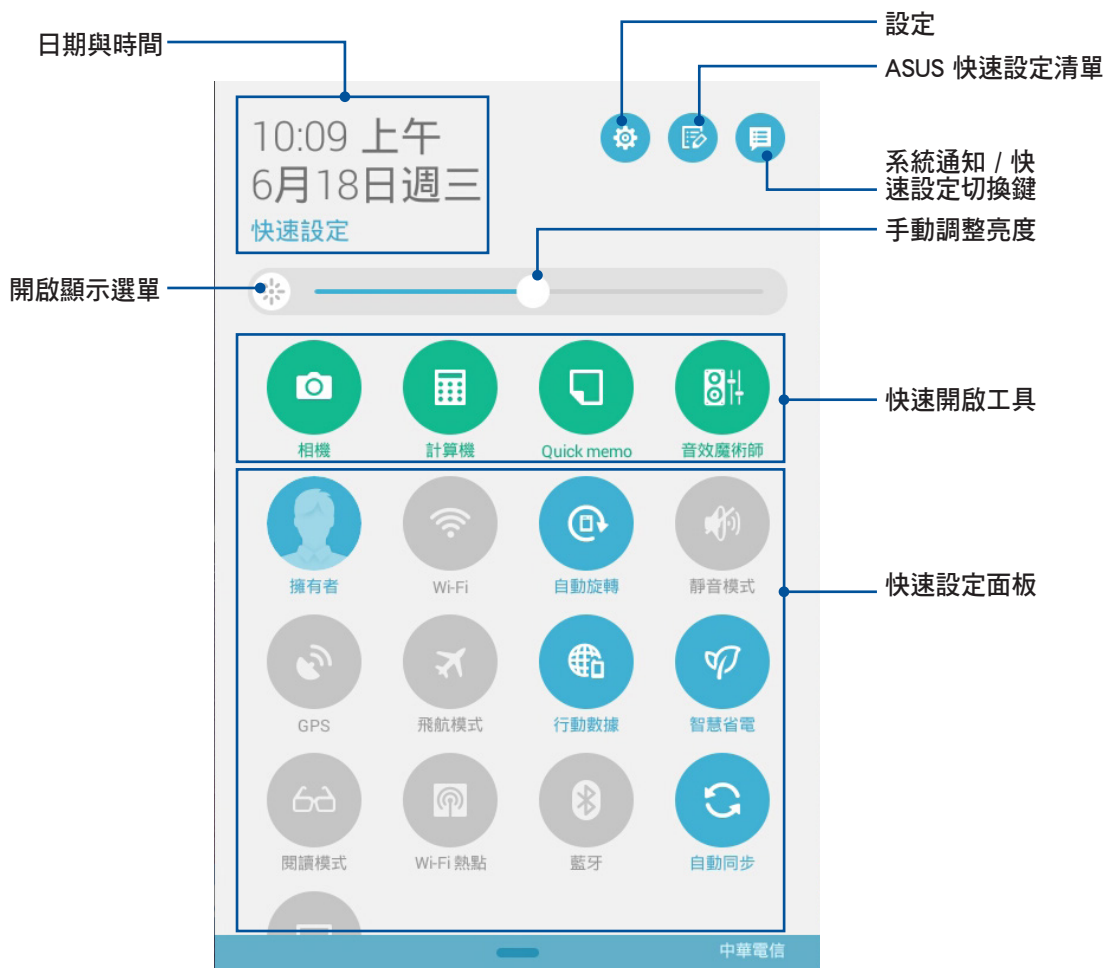 設定
日期與時間
ASUS 快速設定清單
10:09 上午
6月18日週三
快速設定
系統通知 / 快
速設定切換鍵
手動調整亮度
開啟顯示選單
相機
計算機
Quick memo
音效魔術師
快速開啟工具
擁有者
Wi-Fi
自動旋轉
靜音模式
快速設定面板
GPS
飛航模式
行動數據
智慧省電
閱讀模式
Wi-Fi 熱點
藍牙
自動同步
中華電信